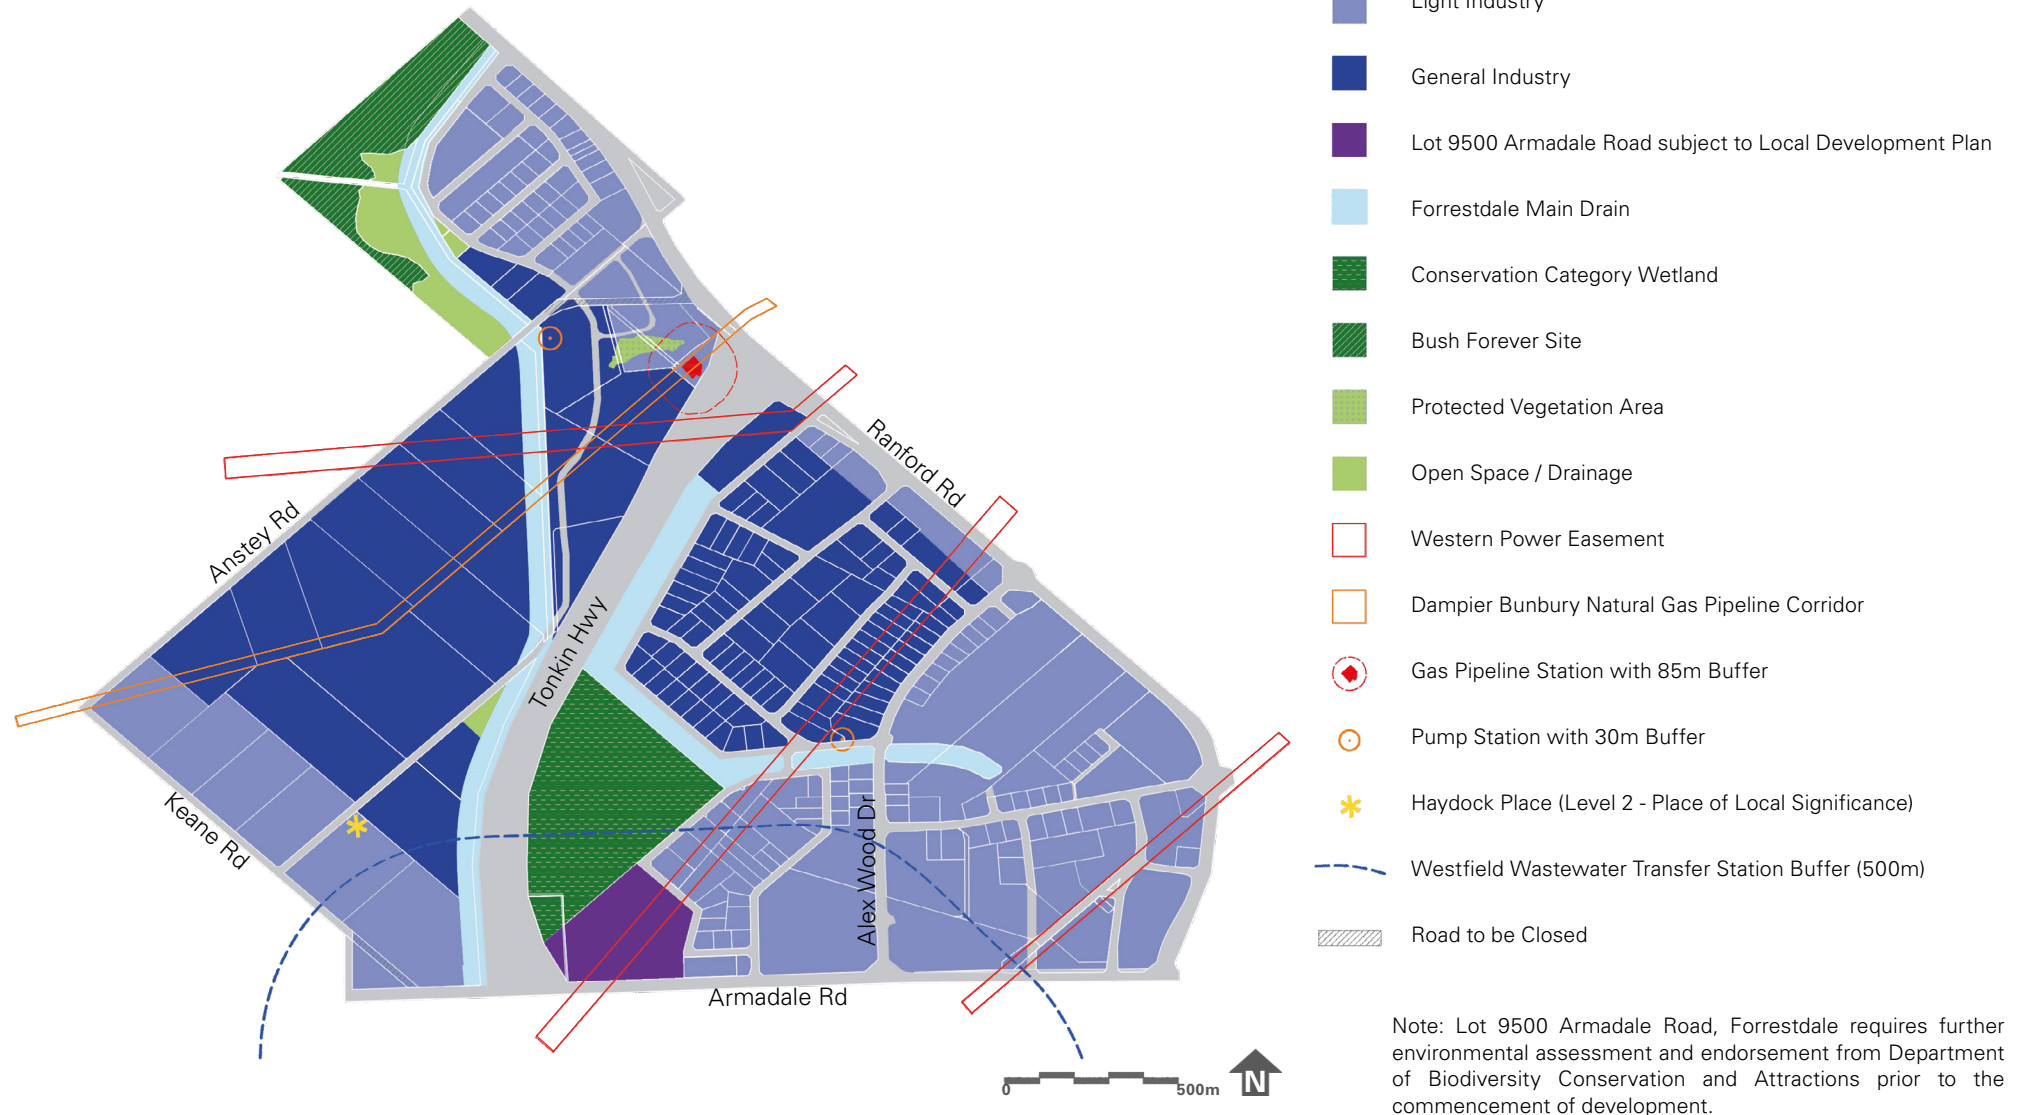 Light Industry
General Industry
Lot 9500 Armadale Road subject to Local Development Plan
Forrestdale Main Drain
Conservation Category Wetland
Bush Forever Site
Protected Vegetation Area
Open Space / Drainage
Western Power Easement
Dampier Bunbury Natural Gas Pipeline Corridor
Gas Pipeline Station with 85m Buffer
Pump Station with 30m Buffer
Haydock Place (Level 2 - Place of Local Significance)
Westfield Wastewater Transfer Station Buffer (500m)
Road to be Closed
Ranford Rd
Anstey Rd
Tonkin Hwy
Keane Rd
Alex Wood Dr
Armadale Rd
0
500m
N
Note: Lot 9500 Armadale Road, Forrestdale requires further
environmental assessment and endorsement from Department
of Biodiversity Conservation and Attractions prior to the
commencement of development.